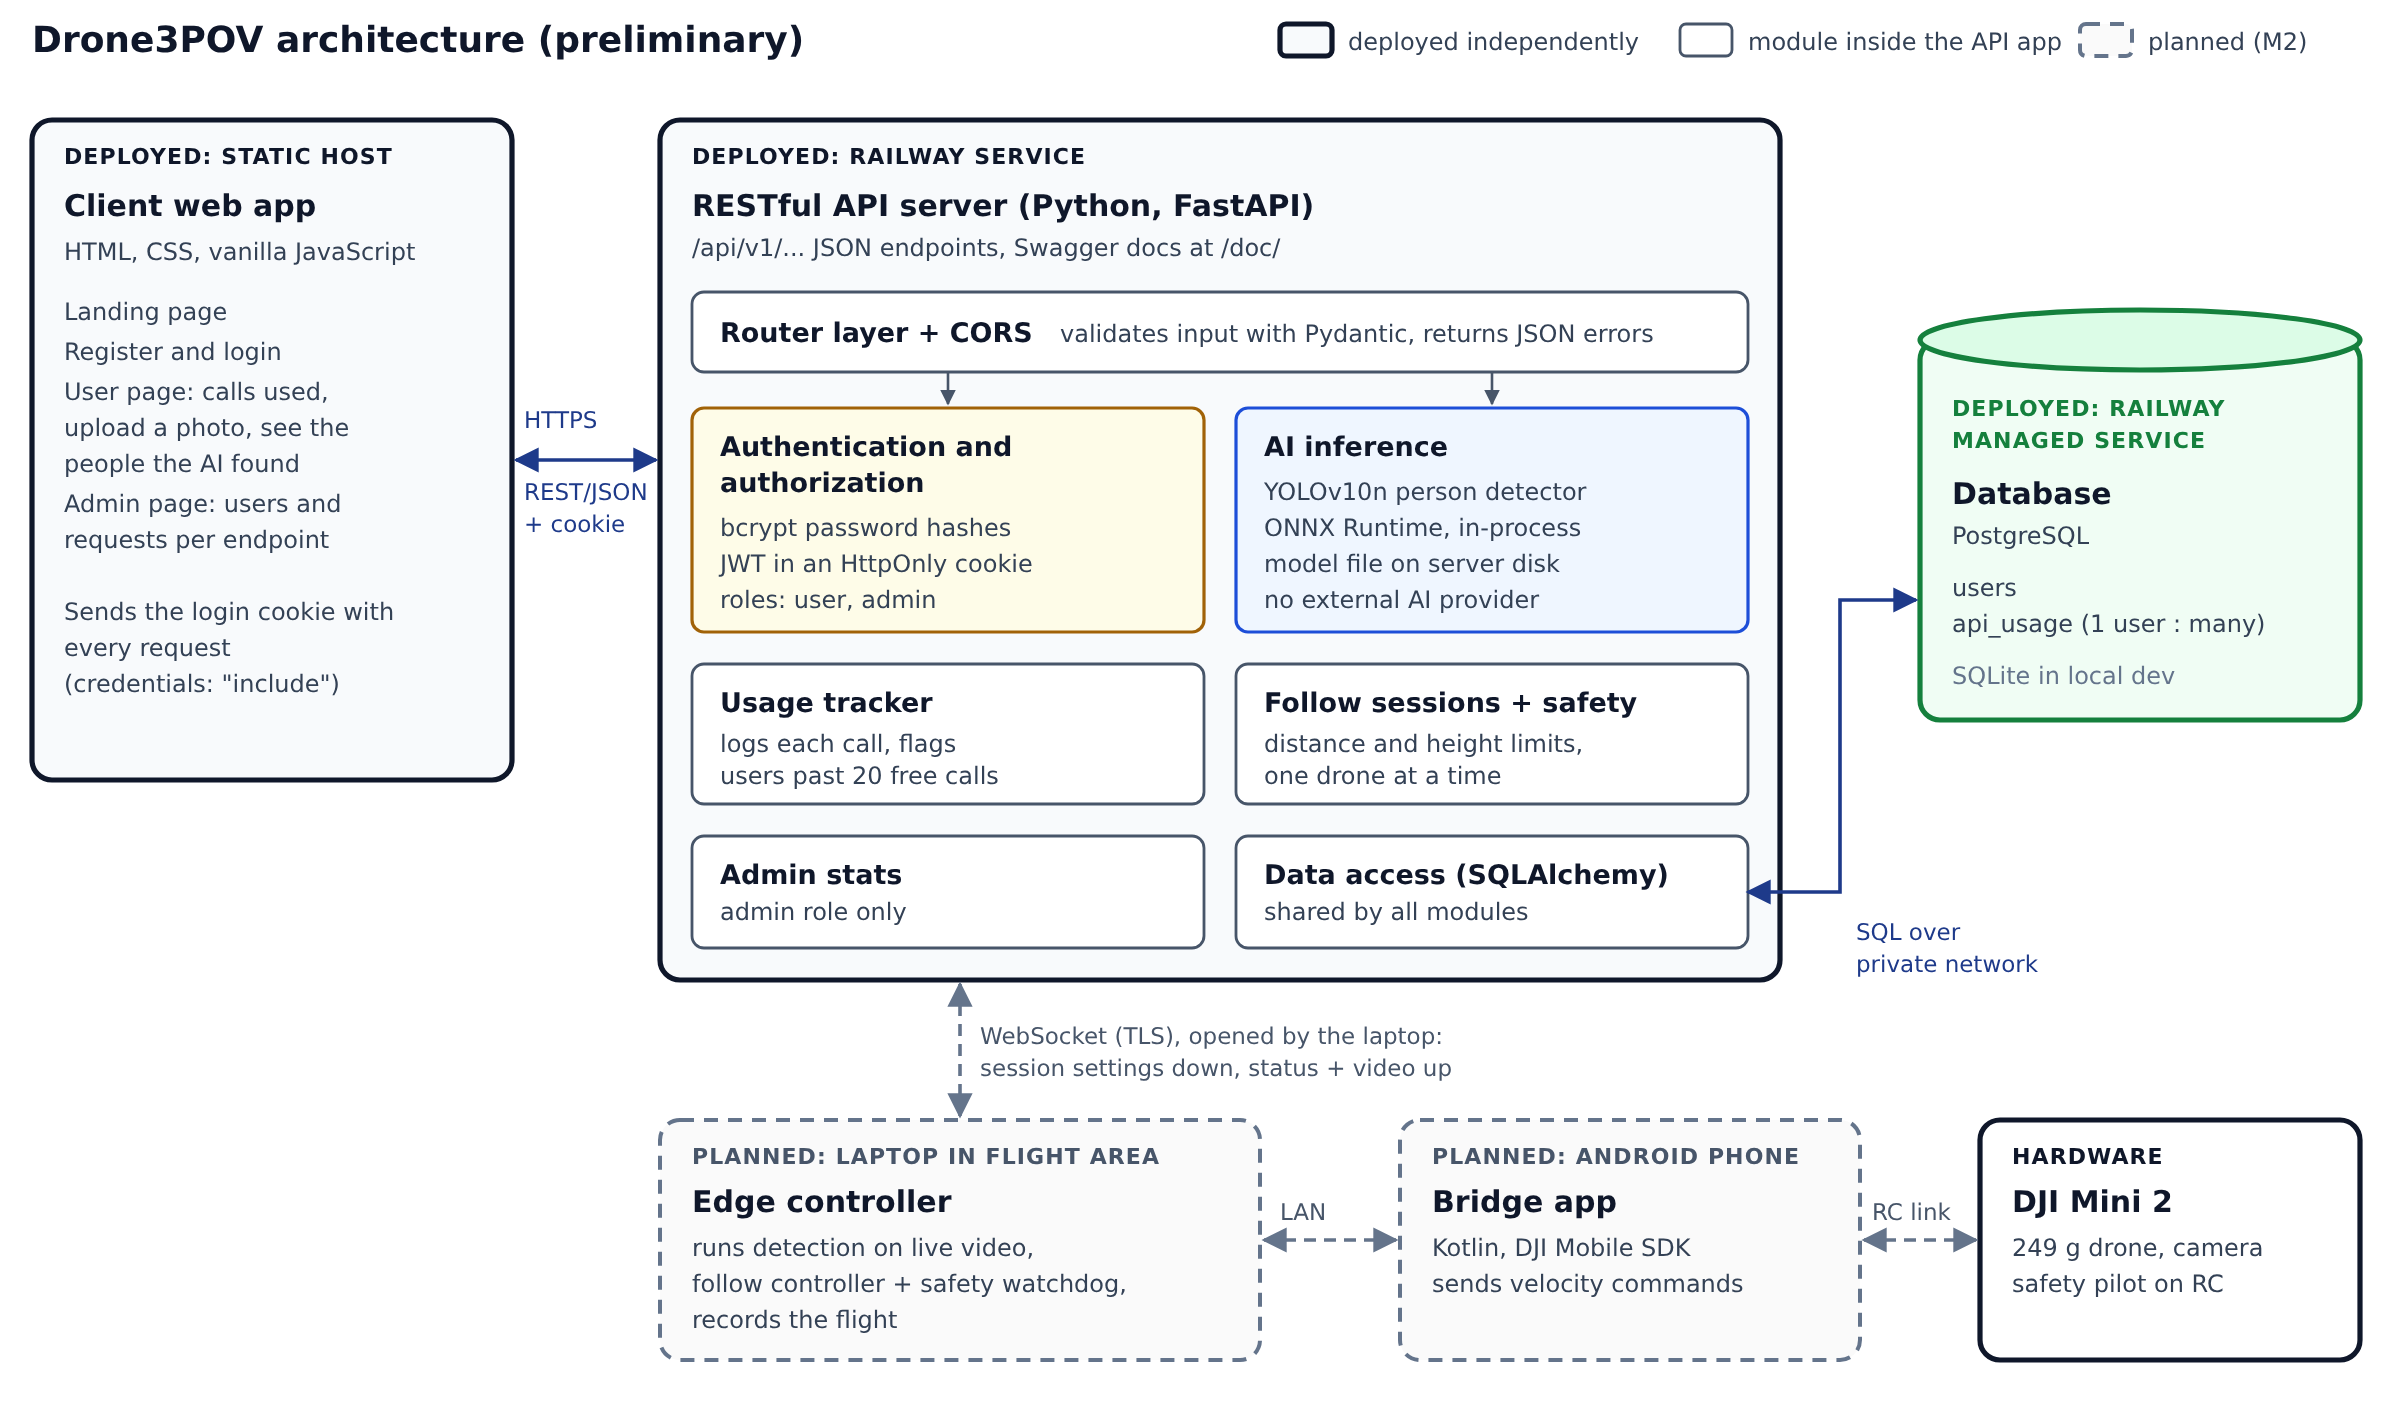 Drone3POV architecture (preliminary)
deployed independently
module inside the API app
planned (M2)
DEPLOYED: STATIC HOST
Client web app
HTML, CSS, vanilla JavaScript
Landing page
Register and login
User page: calls used,
upload a photo, see the
people the AI found
Admin page: users and
requests per endpoint
Sends the login cookie with
every request
(credentials: "include")
HTTPS
REST/JSON
+ cookie
DEPLOYED: RAILWAY SERVICE
RESTful API server (Python, FastAPI)
/api/v1/... JSON endpoints, Swagger docs at /doc/
Router layer + CORS validates input with Pydantic, returns JSON errors
Authentication and
authorization
bcrypt password hashes
JWT in an HttpOnly cookie
roles: user, admin
AI inference
YOLOv10n person detector
ONNX Runtime, in-process
model file on server disk
no external AI provider
Usage tracker
logs each call, flags
users past 20 free calls
Follow sessions + safety
distance and height limits,
one drone at a time
Admin stats
admin role only
Data access (SQLAlchemy)
shared by all modules
DEPLOYED: RAILWAY
MANAGED SERVICE
Database
PostgreSQL
users
api_usage (1 user : many)
SQLite in local dev
SQL over
private network
WebSocket (TLS), opened by the laptop:
session settings down, status + video up
PLANNED: LAPTOP IN FLIGHT AREA
Edge controller
runs detection on live video,
follow controller + safety watchdog,
records the flight
LAN
PLANNED: ANDROID PHONE
Bridge app
Kotlin, DJI Mobile SDK
sends velocity commands
RC link
HARDWARE
DJI Mini 2
249 g drone, camera
safety pilot on RC